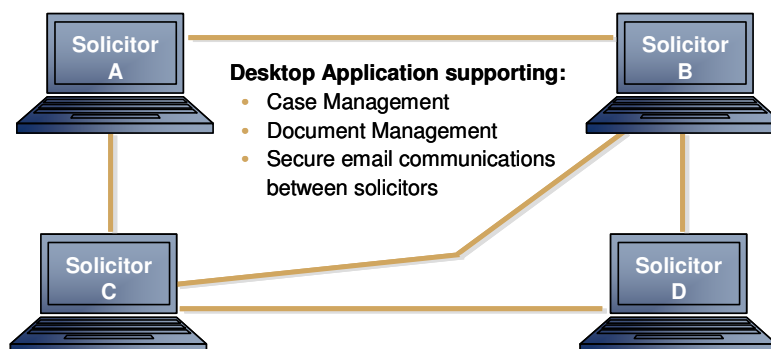 Solicitor
A
Solicitor
B
Desktop Application supporting:
• Case Management
• Document Management
• Secure email communications
between solicitors
Solicitor
C
Solicitor
D